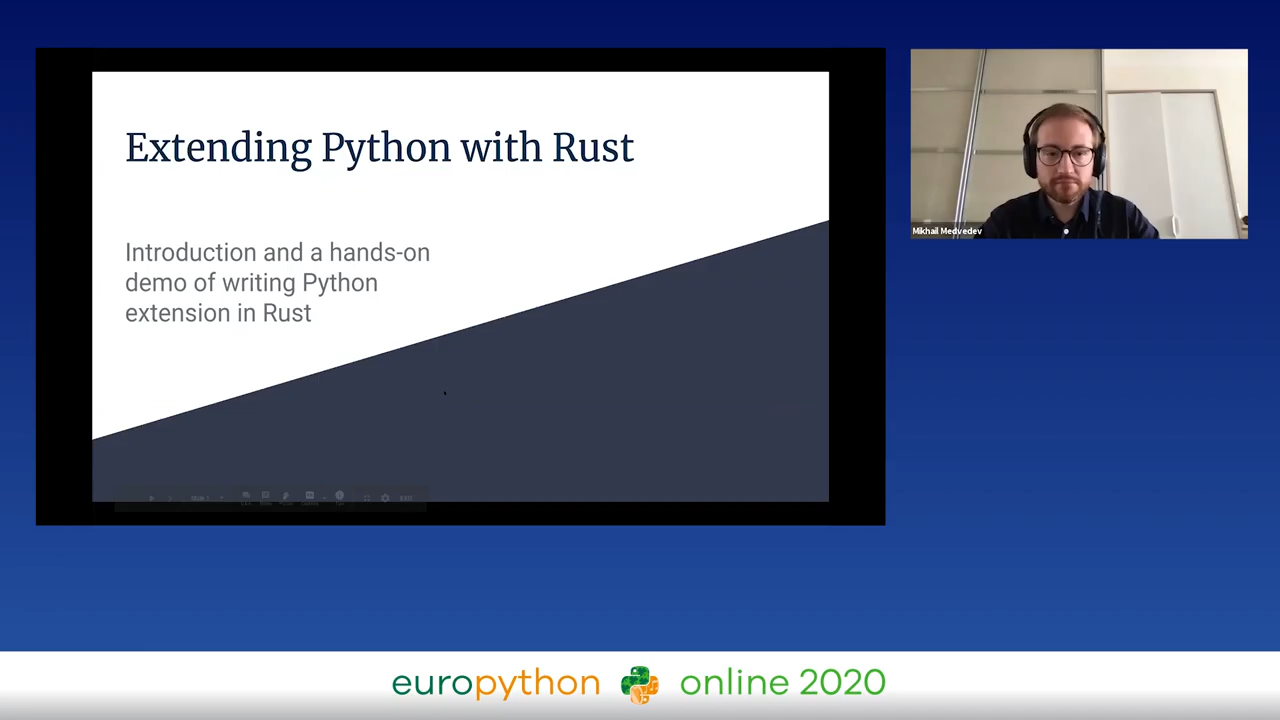 Extending Python with Rust
Introduction and a hands-on
demo of writing Python
extension in Rust
Mikhail Medvedev
europython online 2020